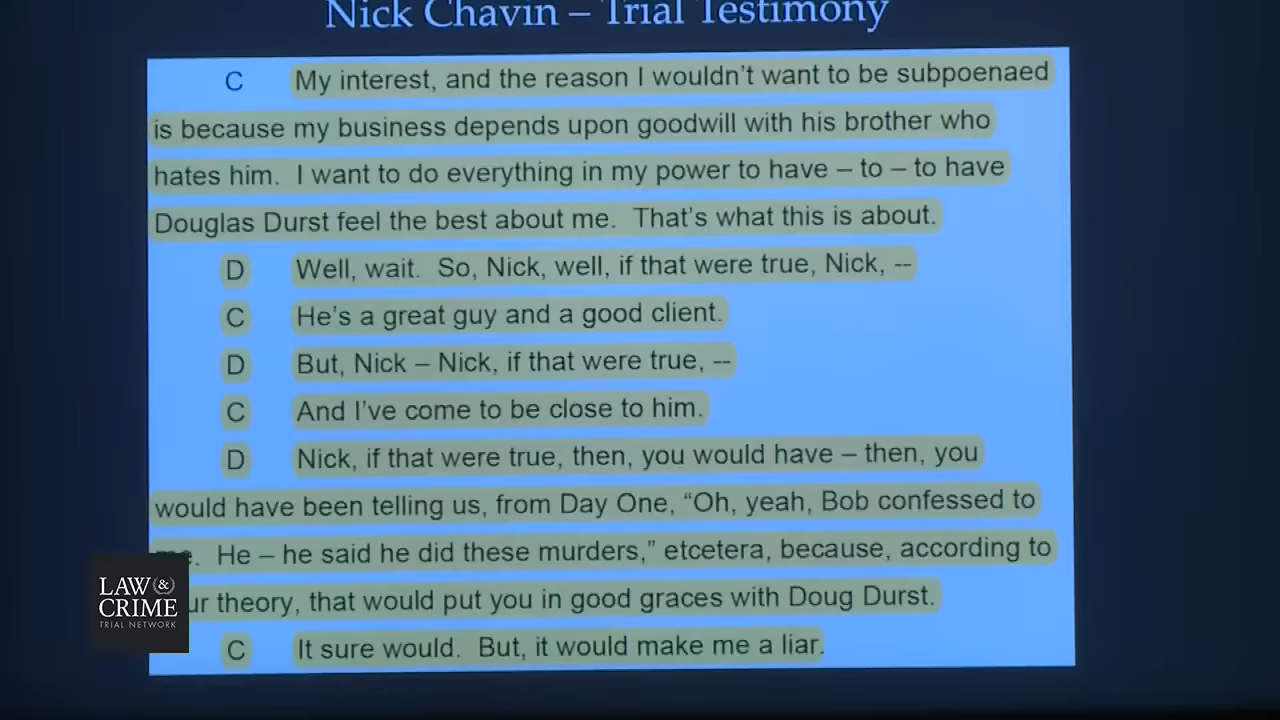 Nick Chavin – Trial Testimony
C My interest, and the reason I wouldn't want to be subpoenaed
is because my business depends upon goodwill with his brother who
hates him. I want to do everything in my power to have – to – to have
Douglas Durst feel the best about me. That's what this is about.
D Well, wait. So, Nick, well, if that were true, Nick, --
C He's a great guy and a good client.
D But, Nick – Nick, if that were true, --
C And I've come to be close to him.
D Nick, if that were true, then, you would have – then, you
would have been telling us, from Day One, “Oh, yeah, Bob confessed to
me. He – he said he did these murders,” etcetera, because, according to
ur theory, that would put you in good graces with Doug Durst.
C It sure would. But, it would make me a liar.
LAW &
CRIME
TRIAL NETWORK